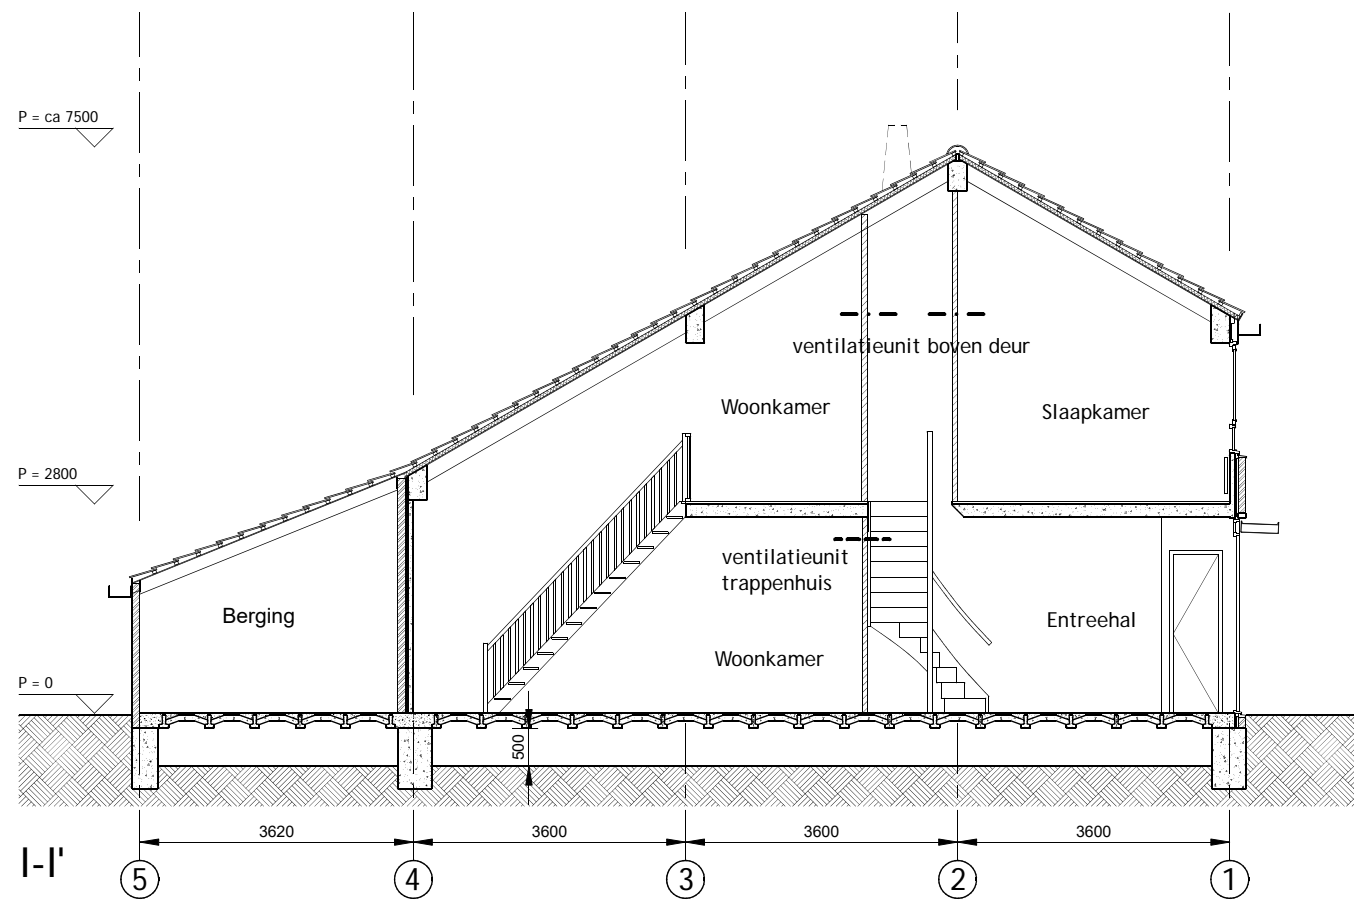 P = ca 7500
ventilatieunit boven deur
Woonkamer
Slaapkamer
P = 2800
ventilatieunit
trappenhuis
Berging
Entreehal
Woonkamer
P = 0
500
3620
3600
3600
3600
I-I'
5
4
3
2
1